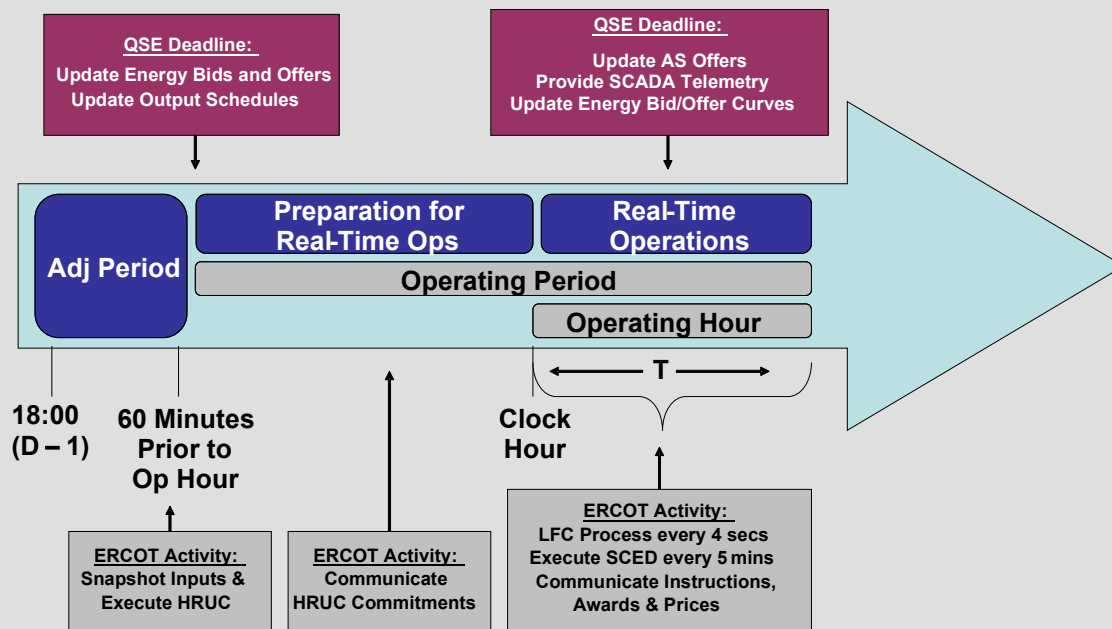 QSE Deadline:
Update Energy Bids and Offers
Update Output Schedules
QSE Deadline:
Update AS Offers
Provide SCADA Telemetry
Update Energy Bid/Offer Curves
Adj Period
Preparation for
Real-Time Ops
Real-Time
Operations
Operating Period
Operating Hour
T
18:00
(D – 1)
60 Minutes
Prior to
Op Hour
Clock
Hour
ERCOT Activity:
Snapshot Inputs &
Execute HRUC
ERCOT Activity:
Communicate
HRUC Commitments
ERCOT Activity:
LFC Process every 4 secs
Execute SCED every 5 mins
Communicate Instructions,
Awards & Prices